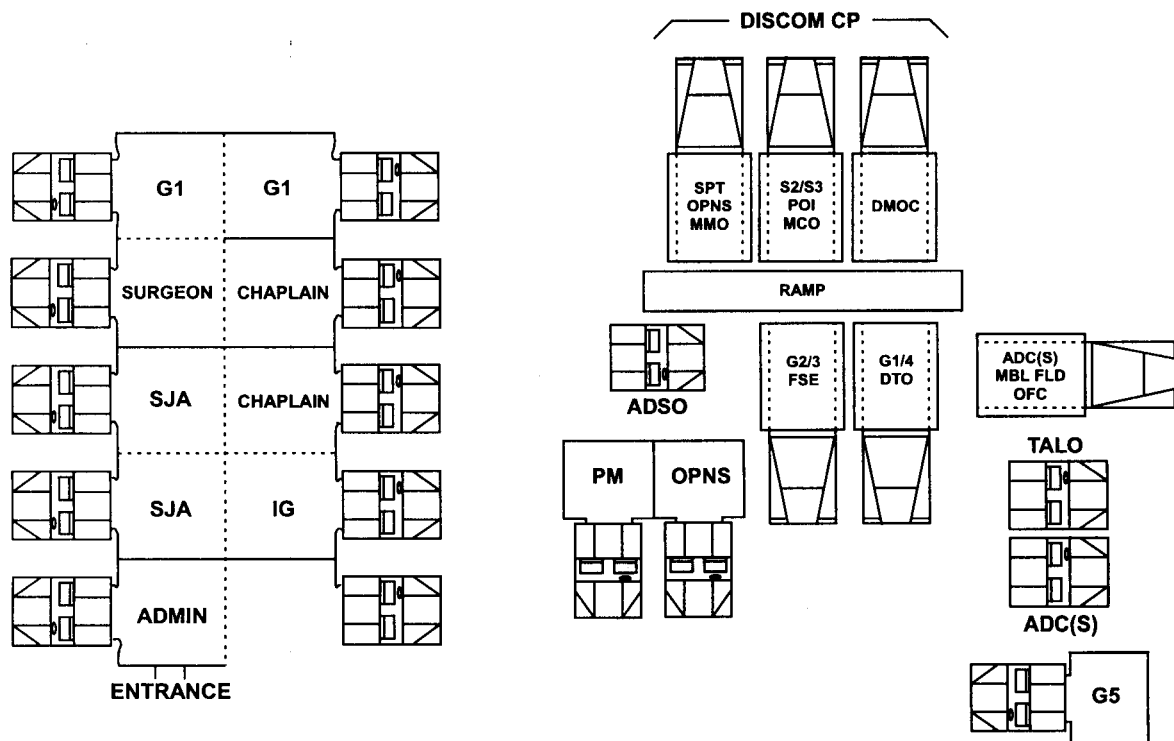 DISCOM CP
G1
G1
SURGEON
CHAPLAIN
SJA
CHAPLAIN
SJA
IG
ADMIN
ENTRANCE
SPT
OPNS
MMO
S2/S3
POI
MCO
DMOC
RAMP
ADSO
G2/3
FSE
G1/4
DTO
ADC(S)
MBL FLD
OFC
PM
OPNS
TALO
ADC(S)
G5